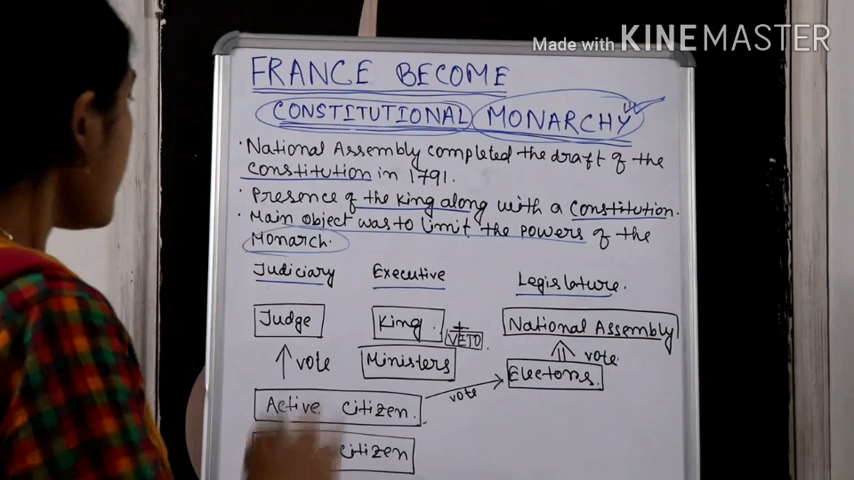 Made with KINEMASTER
FRANCE BECOME
CONSTITUTIONAL MONARCHY
· National Assembly completed the draft of the
constitution in 1791.
· Presence of the king along with a constitution.
· Main object was to limit the powers of the
Monarch.
Judiciary Executive Legislature.
Judge King. + VETO National Assembly
vote Ministers Electors. vote
Active citizen. vote
citizen